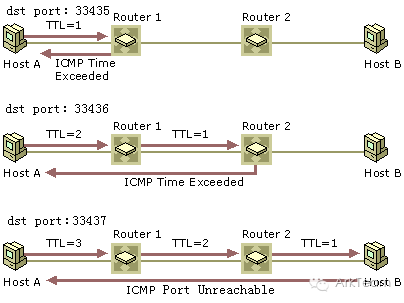 dst port: 33435
TTL=1
Router 1
Router 2
Host A
ICMP Time
Exceeded
Host B
dst port: 33436
TTL=2
Router 1
TTL=1
Router 2
Host A
ICMP Time Exceeded
Host B
dst port:33437
TTL=3
Router 1
TTL=2
Router 2
TTL=1
Host A
Host B
ICMP Port Unreachable